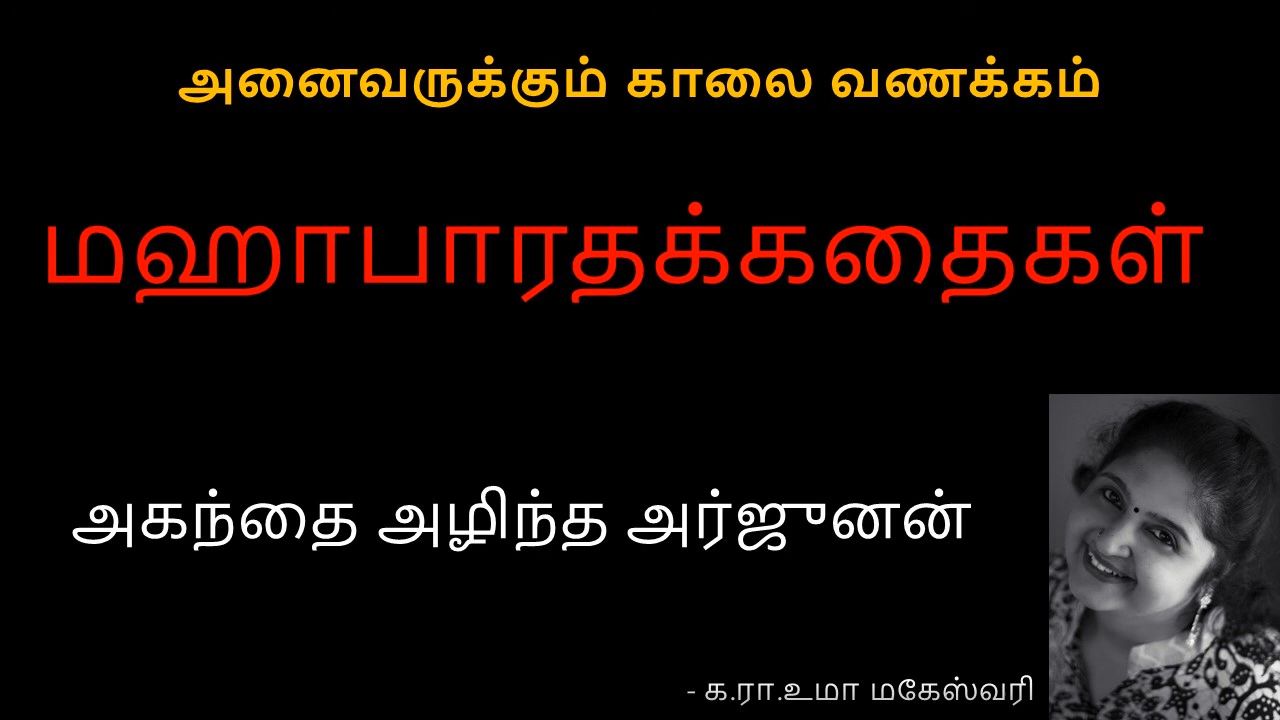 அனைவருக்கும் காலை வணக்கம்
மஹாபாரதக்கதைகள்
அகந்தை அழிந்த அர்ஜுனன்
- க.ரா.உமா மகேஸ்வரி